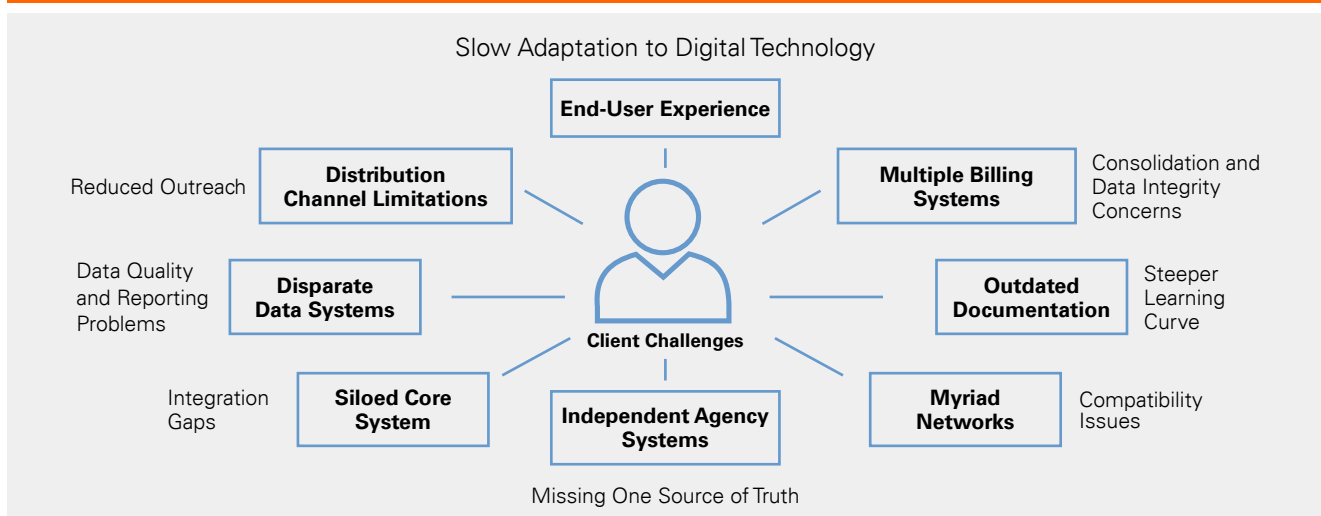 Slow Adaptation to Digital Technology
End-User Experience
Reduced Outreach
Distribution
Channel Limitations
Multiple Billing
Systems
Consolidation and
Data Integrity
Concerns
Data Quality
and Reporting
Problems
Disparate
Data Systems
Outdated
Documentation
Steeper
Learning
Curve
Client Challenges
Integration
Gaps
Siloed Core
System
Independent Agency
Systems
Myriad
Networks
Compatibility
Issues
Missing One Source of Truth